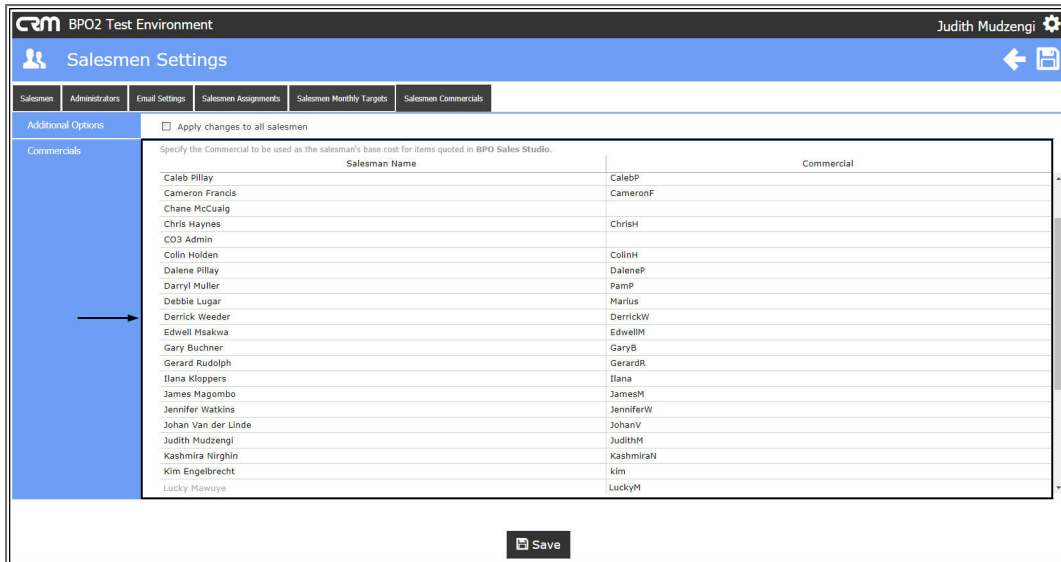 CRM BPO2 Test Environment Judith Mudzengi
Salesmen Settings
Salesmen Administrators Email Settings Salesmen Assignments Salesmen Monthly Targets Salesmen Commercials
Additional Options Apply changes to all salesmen
Commercials Specify the Commercial to be used as the salesman's base cost for items quoted in BPO Sales Studio.
Salesman Name Commercial
Caleb Pillay CalebP
Cameron Francis CameronF
Chane McCuaig
Chris Haynes ChrisH
CO3 Admin
Colin Holden ColinH
Dalene Pillay DaleneP
Darryl Muller PamP
Debbie Lugar Marius
Derrick Weeder DerrickW
Edwell Msakwa EdwellM
Gary Buchner GaryB
Gerard Rudolph GerardR
Ilana Kloppers Ilana
James Magombo JamesM
Jennifer Watkins JenniferW
Johan Van der Linde JohanV
Judith Mudzengi JudithM
Kashmira Nirghin KashmiraN
Kim Engelbrecht kim
Lucky Mawuye LuckyM
Save